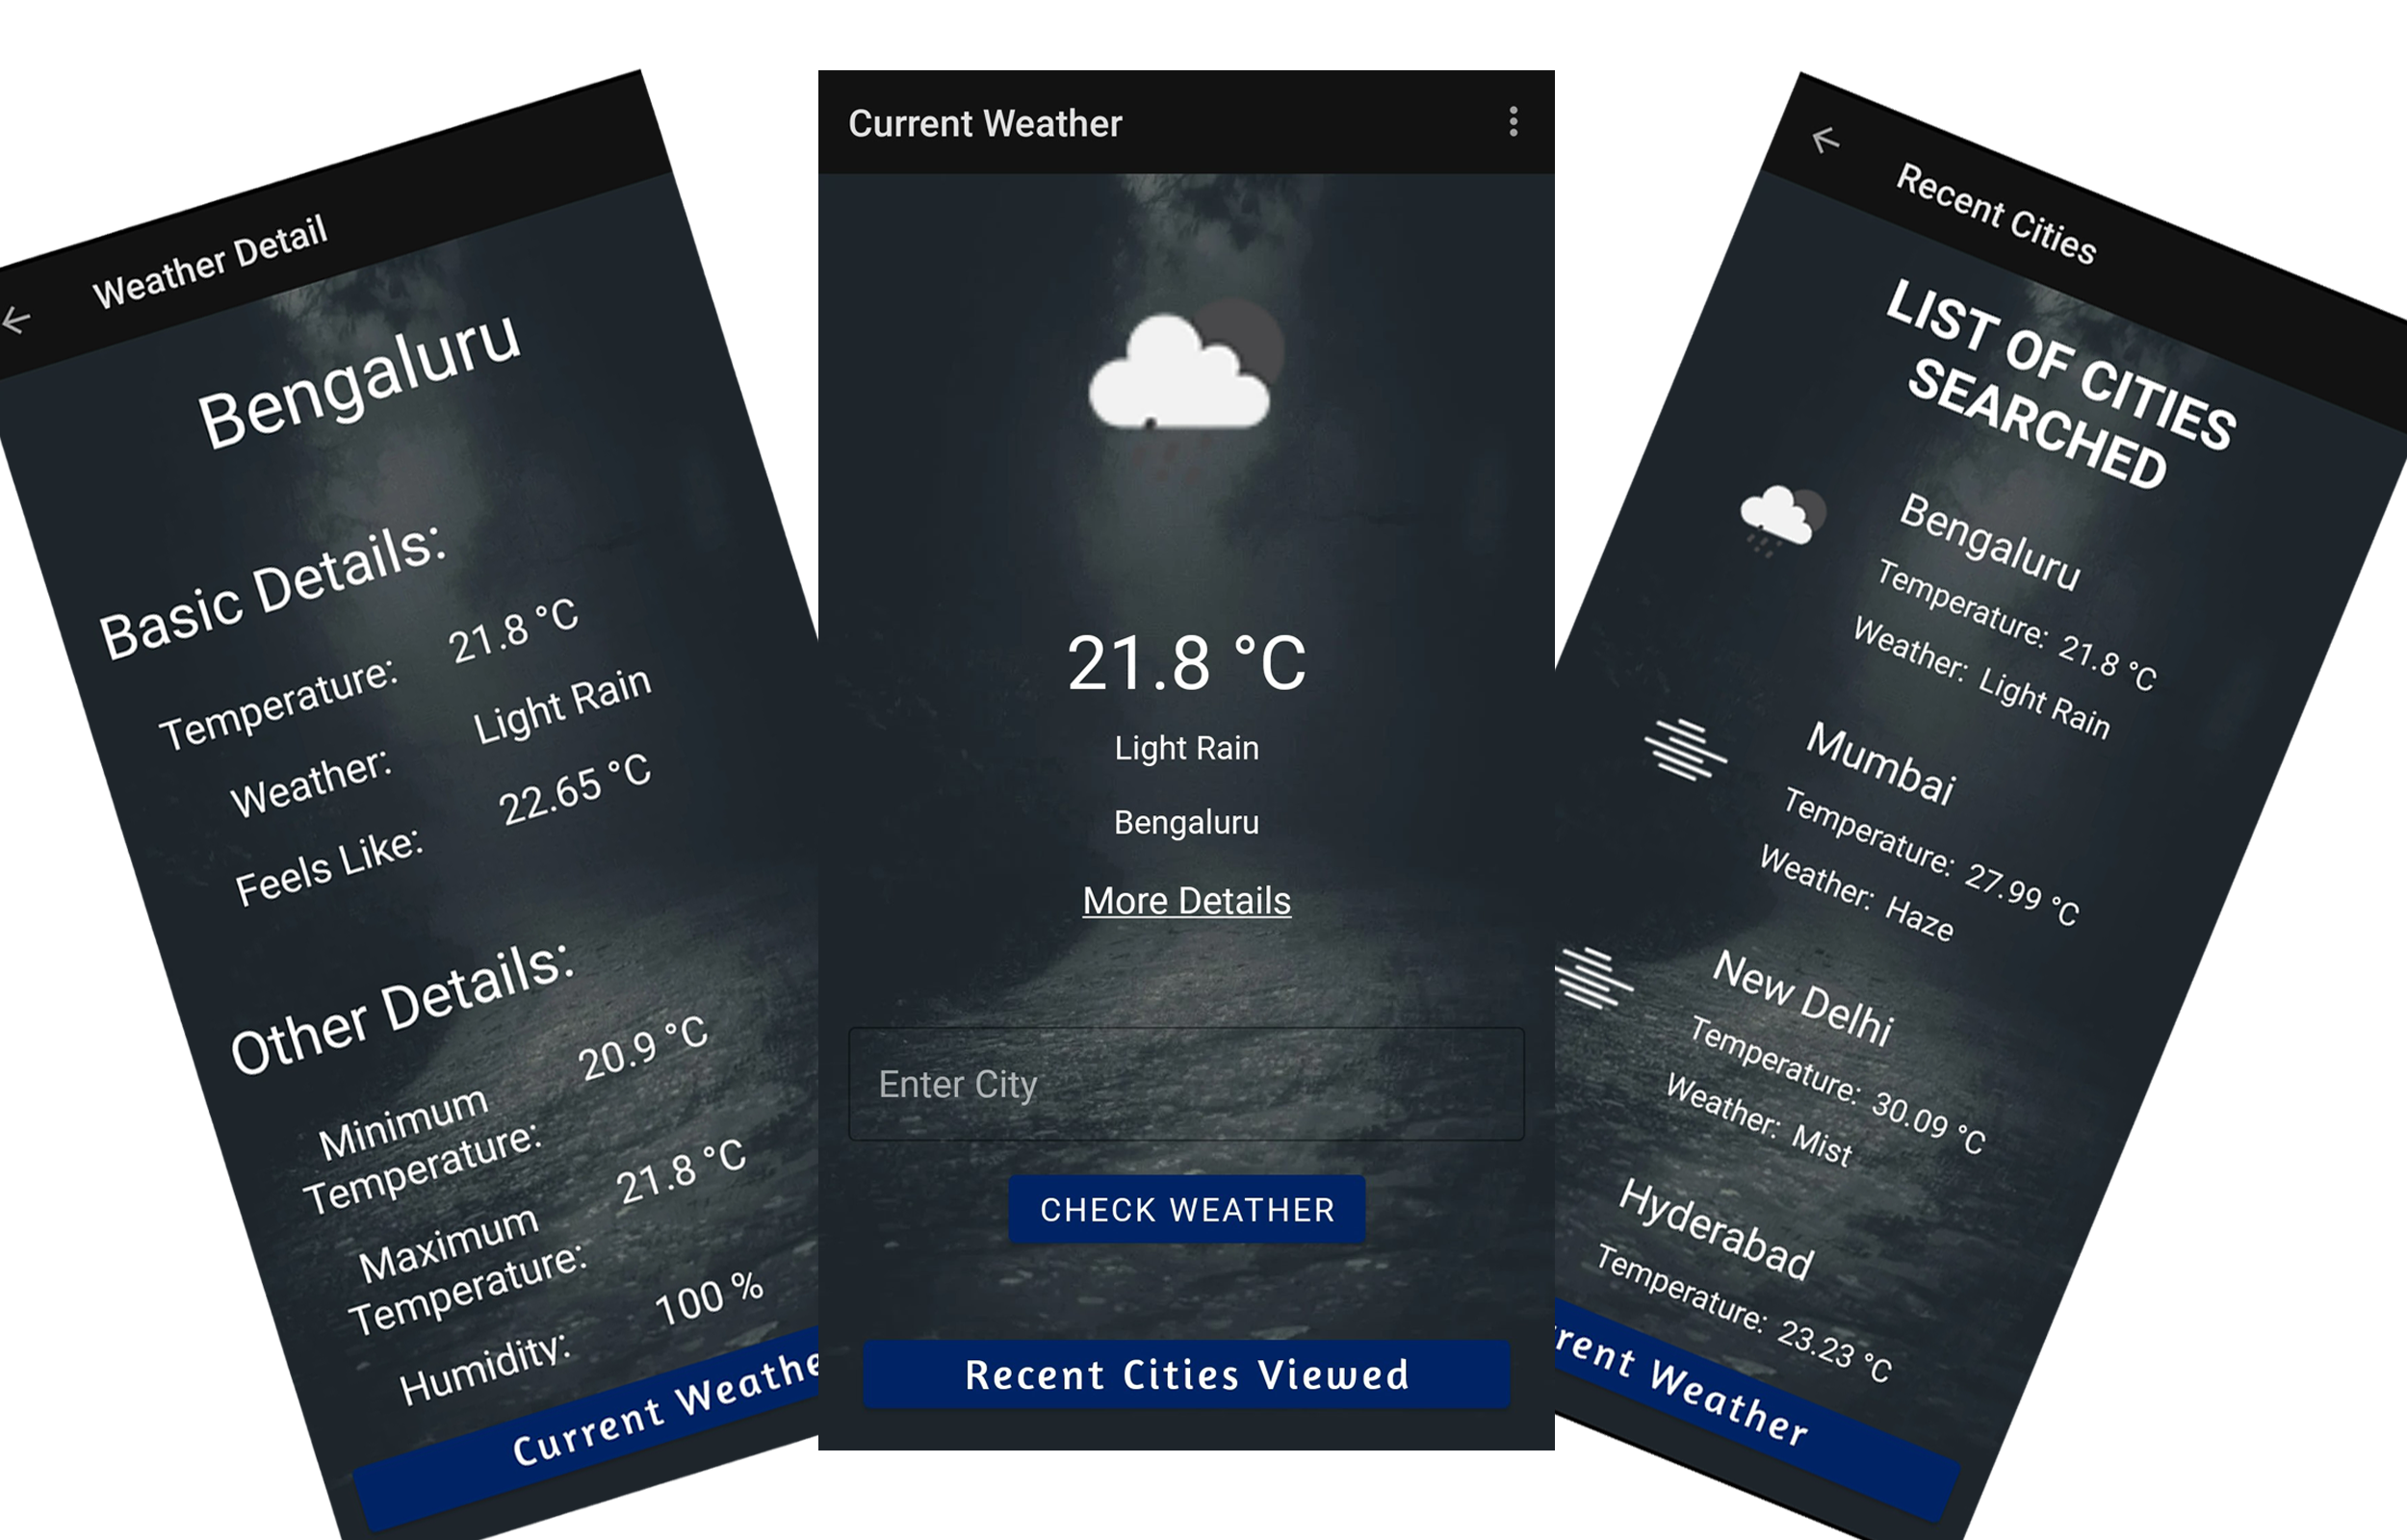 Weather Detail
Bengaluru
Basic Details:
Temperature: 21.8 °C
Weather: Light Rain
Feels Like: 22.65 °C
Other Details:
Minimum
Temperature: 20.9 °C
Maximum
Temperature: 21.8 °C
Humidity: 100 %
Current Weathe
Current Weather
21.8 °C
Light Rain
Bengaluru
More Details
Enter City
CHECK WEATHER
Recent Cities Viewed
Recent Cities
LIST OF CITIES
SEARCHED
Bengaluru
Temperature: 21.8 °C
Weather: Light Rain
Mumbai
Temperature: 27.99 °C
Weather: Haze
New Delhi
Temperature: 30.09 °C
Weather: Mist
Hyderabad
Temperature: 23.23 °C
rent Weather